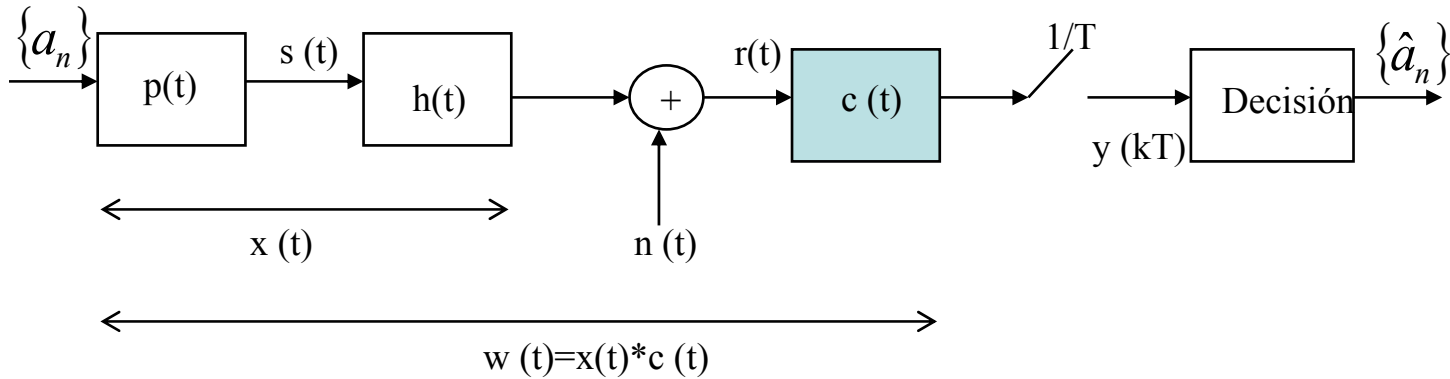 {a_n}
p(t)
s (t)
h(t)
+
r(t)
c (t)
1/T
y (kT)
Decisión
{â_n}
x (t)
n (t)
w (t)=x(t)*c (t)